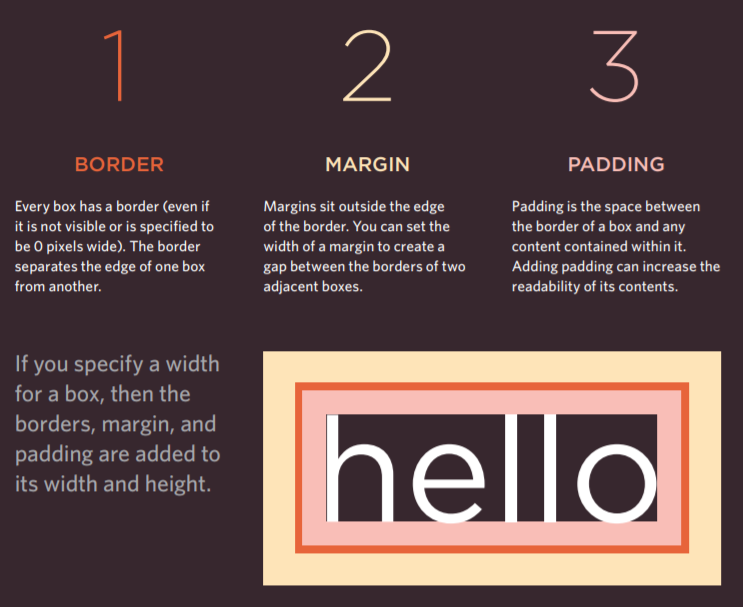 1
BORDER
Every box has a border (even if
it is not visible or is specified to
be 0 pixels wide). The border
separates the edge of one box
from another.
2
MARGIN
Margins sit outside the edge
of the border. You can set the
width of a margin to create a
gap between the borders of two
adjacent boxes.
3
PADDING
Padding is the space between
the border of a box and any
content contained within it.
Adding padding can increase the
readability of its contents.
If you specify a width
for a box, then the
borders, margin, and
padding are added to
its width and height.
hello